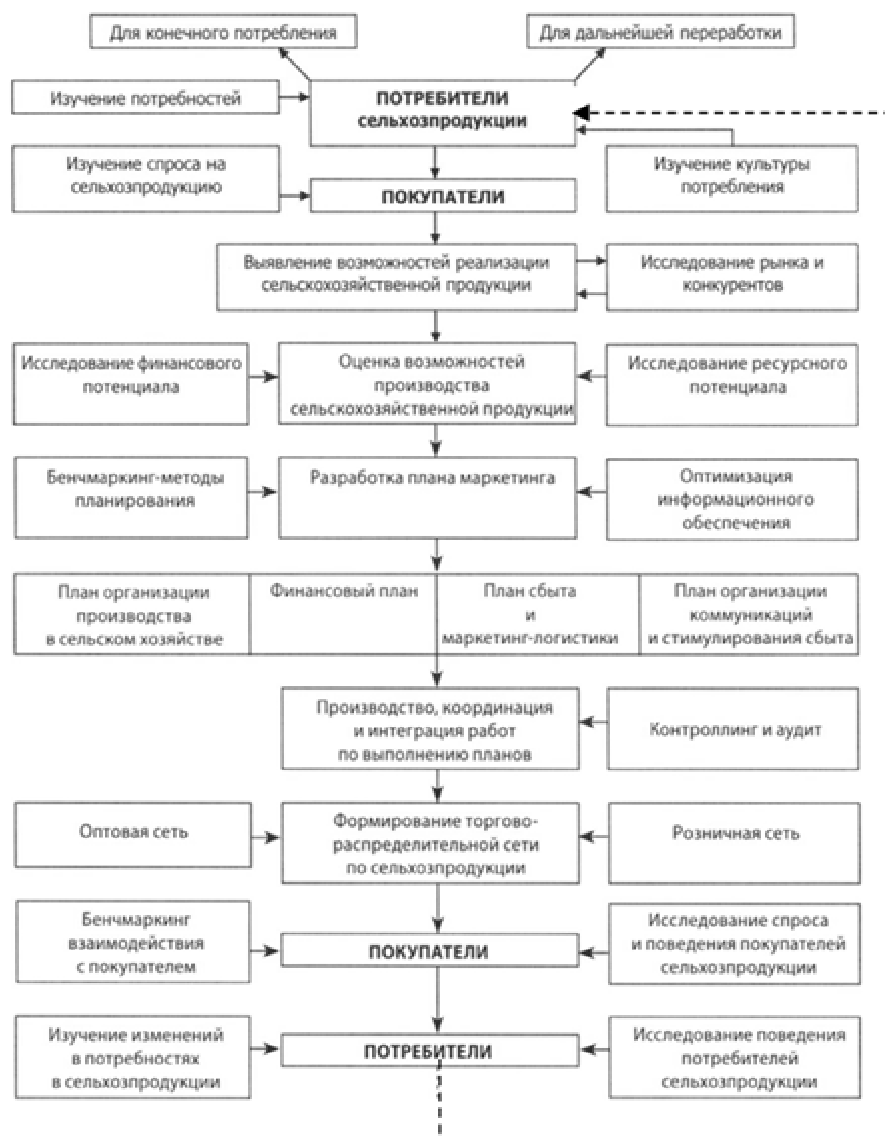 Для конечного потребления
Для дальнейшей переработки
Изучение потребностей
ПОТРЕБИТЕЛИ
сельхозпродукции
Изучение спроса на
сельхозпродукцию
Изучение культуры
потребления
ПОКУПАТЕЛИ
Выявление возможностей реализации
сельскохозяйственной продукции
Исследование рынка и
конкурентов
Исследование финансового
потенциала
Оценка возможностей
производства
сельскохозяйственной продукции
Исследование ресурсного
потенциала
Бенчмаркинг-методы
планирования
Разработка плана маркетинга
Оптимизация
информационного
обеспечения
План организации
производства
в сельском хозяйстве
Финансовый план
План сбыта
и
маркетинг-логистики
План организации
коммуникаций
и стимулирования сбыта
Производство, координация
и интеграция работ
по выполнению планов
Контроллинг и аудит
Оптовая сеть
Формирование торгово-
распределительной сети
по сельхозпродукции
Розничная сеть
Бенчмаркинг
взаимодействия
с покупателем
ПОКУПАТЕЛИ
Исследование спроса
и поведения покупателей
сельхозпродукции
Изучение изменений
в потребностях
в сельхозпродукции
ПОТРЕБИТЕЛИ
Исследование поведения
потребителей
сельхозпродукции